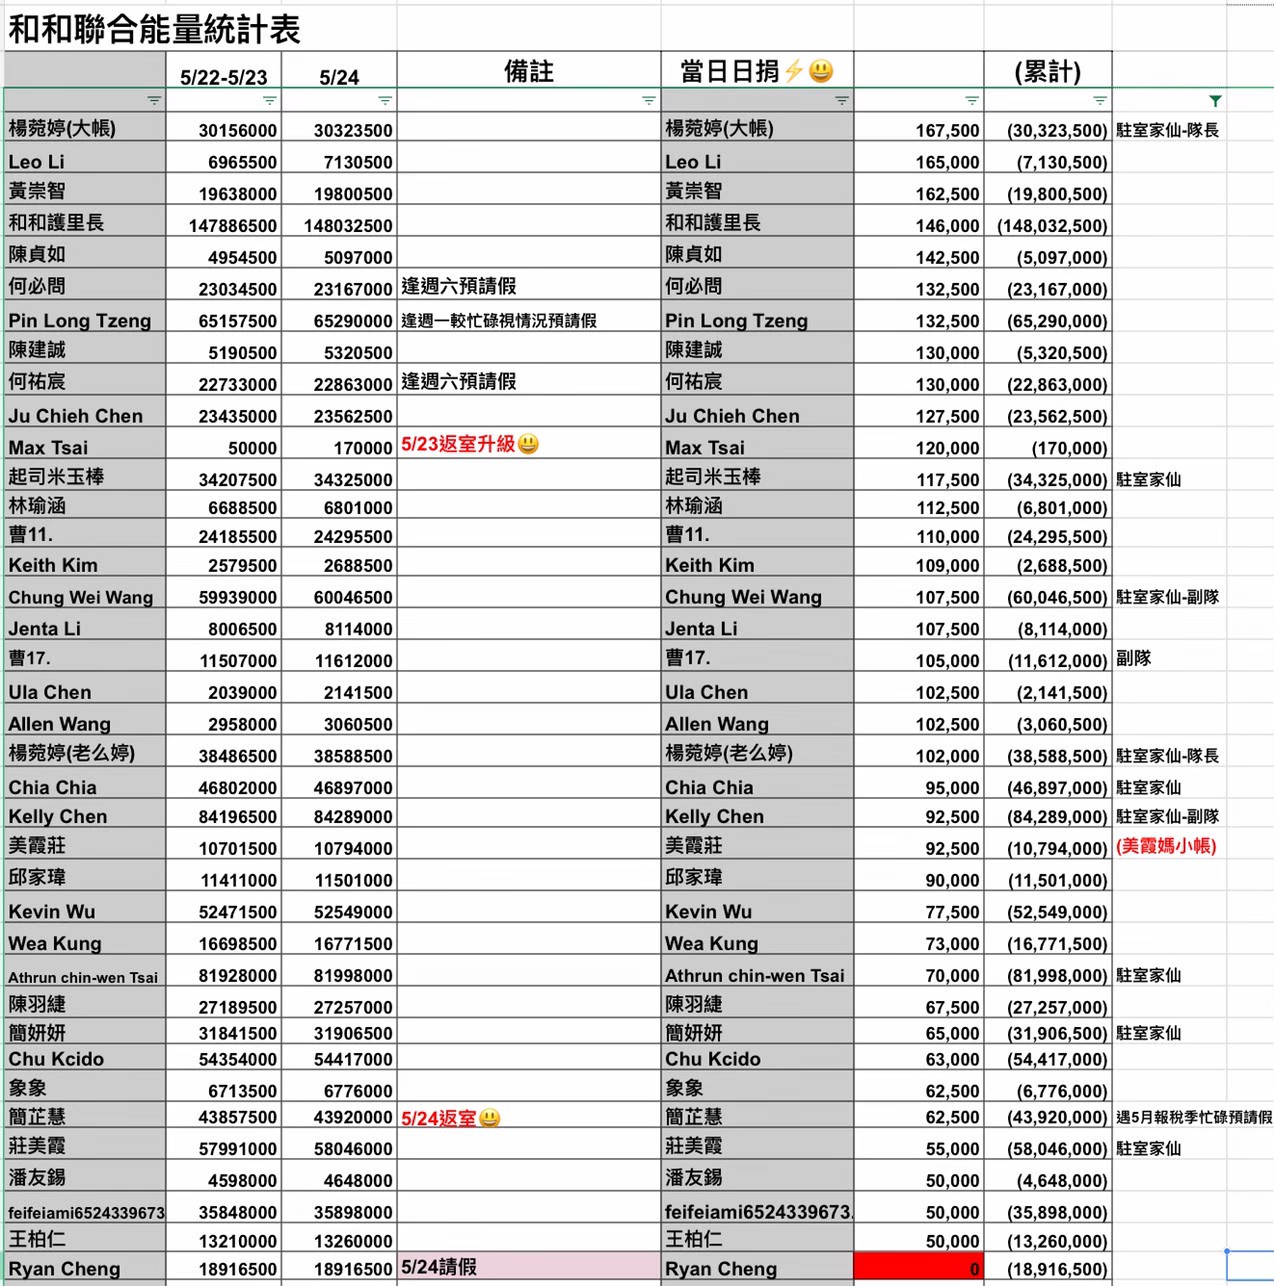 和和聯合能量統計表
5/22-5/23 5/24 備註 當日日捐⚡😃 (累計)
楊菀婷(大帳) 30156000 30323500 楊菀婷(大帳) 167,500 (30,323,500) 駐室家仙-隊長
Leo Li 6965500 7130500 Leo Li 165,000 (7,130,500)
黃崇智 19638000 19800500 黃崇智 162,500 (19,800,500)
和和護里長 147886500 148032500 和和護里長 146,000 (148,032,500)
陳貞如 4954500 5097000 陳貞如 142,500 (5,097,000)
何必問 23034500 23167000 逢週六預請假 何必問 132,500 (23,167,000)
Pin Long Tzeng 65157500 65290000 逢週一較忙碌視情況預請假 Pin Long Tzeng 132,500 (65,290,000)
陳建誠 5190500 5320500 陳建誠 130,000 (5,320,500)
何祐宸 22733000 22863000 逢週六預請假 何祐宸 130,000 (22,863,000)
Ju Chieh Chen 23435000 23562500 Ju Chieh Chen 127,500 (23,562,500)
Max Tsai 50000 170000 5/23返室升級😃 Max Tsai 120,000 (170,000)
起司米玉棒 34207500 34325000 起司米玉棒 117,500 (34,325,000) 駐室家仙
林瑜涵 6688500 6801000 林瑜涵 112,500 (6,801,000)
曹11. 24185500 24295500 曹11. 110,000 (24,295,500)
Keith Kim 2579500 2688500 Keith Kim 109,000 (2,688,500)
Chung Wei Wang 59939000 60046500 Chung Wei Wang 107,500 (60,046,500) 駐室家仙-副隊
Jenta Li 8006500 8114000 Jenta Li 107,500 (8,114,000)
曹17. 11507000 11612000 曹17. 105,000 (11,612,000) 副隊
Ula Chen 2039000 2141500 Ula Chen 102,500 (2,141,500)
Allen Wang 2958000 3060500 Allen Wang 102,500 (3,060,500)
楊菀婷(老么婷) 38486500 38588500 楊菀婷(老么婷) 102,000 (38,588,500) 駐室家仙-隊長
Chia Chia 46802000 46897000 Chia Chia 95,000 (46,897,000) 駐室家仙
Kelly Chen 84196500 84289000 Kelly Chen 92,500 (84,289,000) 駐室家仙-副隊
美霞莊 10701500 10794000 美霞莊 92,500 (10,794,000) (美霞媽小帳)
邱家瑋 11411000 11501000 邱家瑋 90,000 (11,501,000)
Kevin Wu 52471500 52549000 Kevin Wu 77,500 (52,549,000)
Wea Kung 16698500 16771500 Wea Kung 73,000 (16,771,500)
Athrun chin-wen Tsai 81928000 81998000 Athrun chin-wen Tsai 70,000 (81,998,000) 駐室家仙
陳羽緁 27189500 27257000 陳羽緁 67,500 (27,257,000)
簡妍妍 31841500 31906500 簡妍妍 65,000 (31,906,500) 駐室家仙
Chu Kcido 54354000 54417000 Chu Kcido 63,000 (54,417,000)
象象 6713500 6776000 象象 62,500 (6,776,000)
簡芷慧 43857500 43920000 5/24返室😃 簡芷慧 62,500 (43,920,000) 遇5月報稅季忙碌預請假
莊美霞 57991000 58046000 莊美霞 55,000 (58,046,000) 駐室家仙
潘友錫 4598000 4648000 潘友錫 50,000 (4,648,000)
feifeiami6524339673 35848000 35898000 feifeiami6524339673. 50,000 (35,898,000)
王柏仁 13210000 13260000 王柏仁 50,000 (13,260,000)
Ryan Cheng 18916500 18916500 5/24請假 Ryan Cheng 0 (18,916,500)